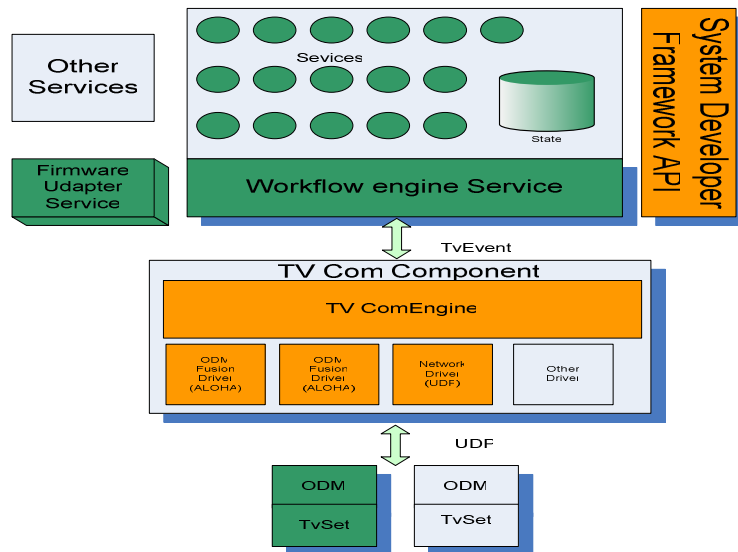 Other
Services
Sevices
State
System Developer
Framework API
Firmware
Udapter
Service
Workflow engine Service
TvEvent
TV Com Component
TV ComEngine
ODM
Fusion
Driver
(ALOHA)
ODM
Fusion
Driver
(ALOHA)
Network
Driver
(UDF)
Other
Driver
UDF
ODM
TvSet
ODM
TvSet